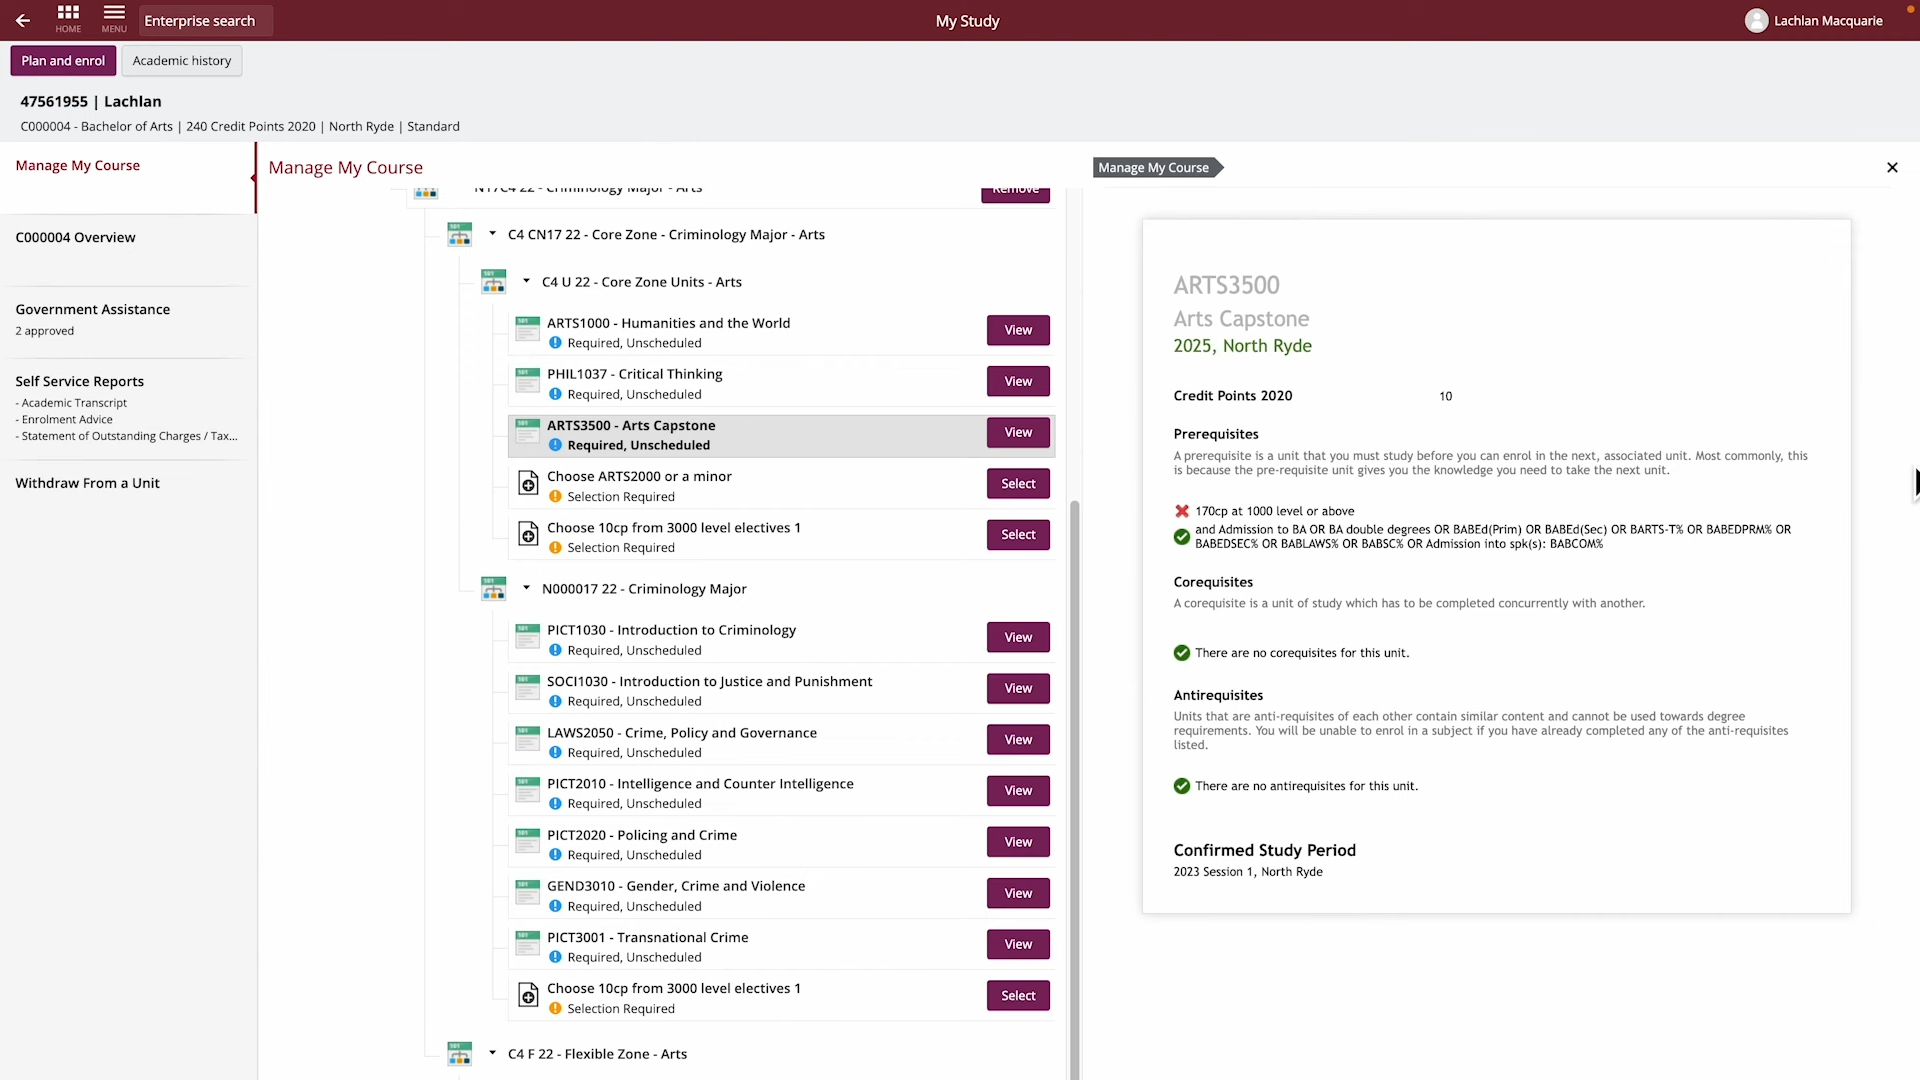 HOME
MENU
Enterprise search
My Study
Lachlan Macquarie
Plan and enrol
Academic history
47561955 | Lachlan
C000004 - Bachelor of Arts | 240 Credit Points 2020 | North Ryde | Standard
Manage My Course
C000004 Overview
Government Assistance
2 approved
Self Service Reports
- Academic Transcript
- Enrolment Advice
- Statement of Outstanding Charges / Tax...
Withdraw From a Unit
Manage My Course
N17C4 22 - Criminology Major - Arts
Remove
C4 CN17 22 - Core Zone - Criminology Major - Arts
C4 U 22 - Core Zone Units - Arts
ARTS1000 - Humanities and the World
Required, Unscheduled
View
PHIL1037 - Critical Thinking
Required, Unscheduled
View
ARTS3500 - Arts Capstone
Required, Unscheduled
View
Choose ARTS2000 or a minor
Selection Required
Select
Choose 10cp from 3000 level electives 1
Selection Required
Select
N000017 22 - Criminology Major
PICT1030 - Introduction to Criminology
Required, Unscheduled
View
SOCI1030 - Introduction to Justice and Punishment
Required, Unscheduled
View
LAWS2050 - Crime, Policy and Governance
Required, Unscheduled
View
PICT2010 - Intelligence and Counter Intelligence
Required, Unscheduled
View
PICT2020 - Policing and Crime
Required, Unscheduled
View
GEND3010 - Gender, Crime and Violence
Required, Unscheduled
View
PICT3001 - Transnational Crime
Required, Unscheduled
View
Choose 10cp from 3000 level electives 1
Selection Required
Select
C4 F 22 - Flexible Zone - Arts
Manage My Course
ARTS3500
Arts Capstone
2025, North Ryde
Credit Points 2020 10
Prerequisites
A prerequisite is a unit that you must study before you can enrol in the next, associated unit. Most commonly, this
is because the pre-requisite unit gives you the knowledge you need to take the next unit.
170cp at 1000 level or above
and Admission to BA OR BA double degrees OR BABEd(Prim) OR BABEd(Sec) OR BARTS-T% OR BABEDPRM% OR
BABEDSEC% OR BABLAWS% OR BABSC% OR Admission into spk(s): BABCOM%
Corequisites
A corequisite is a unit of study which has to be completed concurrently with another.
There are no corequisites for this unit.
Antirequisites
Units that are anti-requisites of each other contain similar content and cannot be used towards degree
requirements. You will be unable to enrol in a subject if you have already completed any of the anti-requisites
listed.
There are no antirequisites for this unit.
Confirmed Study Period
2023 Session 1, North Ryde